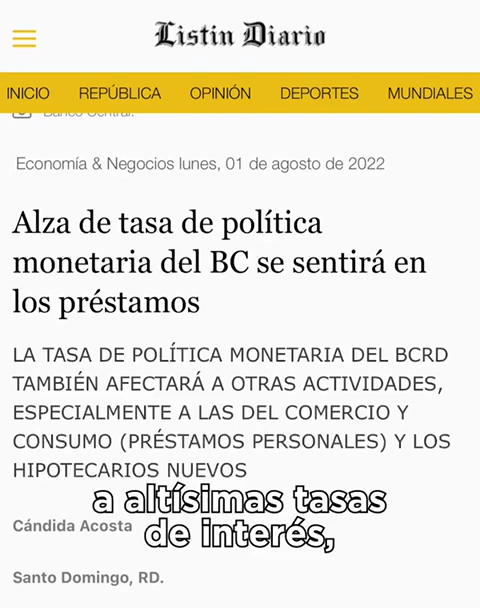 Listin Diario
INICIO REPÚBLICA OPINIÓN DEPORTES MUNDIALES
Banco Central.
Economía & Negocios lunes, 01 de agosto de 2022
Alza de tasa de política
monetaria del BC se sentirá en
los préstamos
LA TASA DE POLÍTICA MONETARIA DEL BCRD
TAMBIÉN AFECTARÁ A OTRAS ACTIVIDADES,
ESPECIALMENTE A LAS DEL COMERCIO Y
CONSUMO (PRÉSTAMOS PERSONALES) Y LOS
HIPOTECARIOS NUEVOS
a altísimas tasas
de interés,
Cándida Acosta
Santo Domingo, RD.